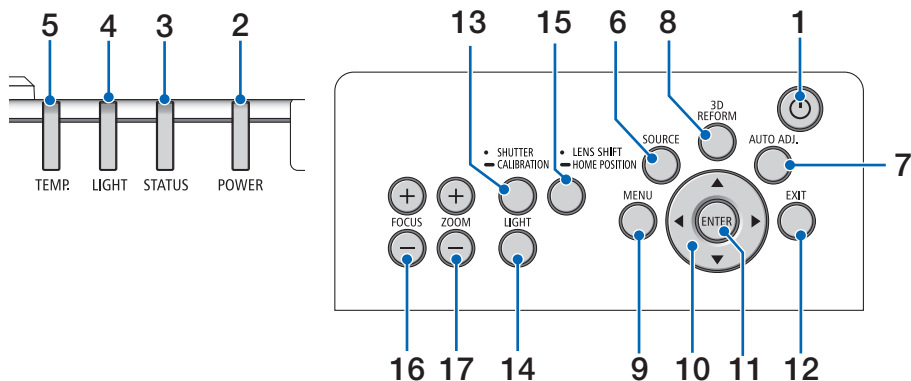 5 4 3 2
TEMP. LIGHT STATUS POWER
13 15 6 8 1
3D
REFORM
SOURCE AUTO ADJ.
• SHUTTER
— CALIBRATION
• LENS SHIFT
— HOME POSITION
7
MENU EXIT
+ +
FOCUS ZOOM LIGHT
ENTER
− −
16 17 14 9 10 11 12